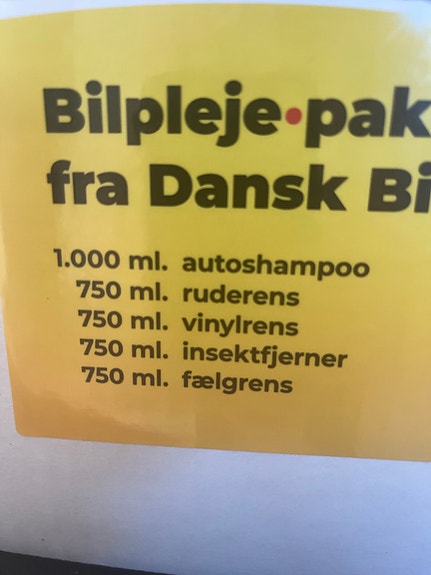 Bilpleje•pak
fra Dansk Bi
1.000 ml. autoshampoo
750 ml. ruderens
750 ml. vinylrens
750 ml. insektfjerner
750 ml. fælgrens